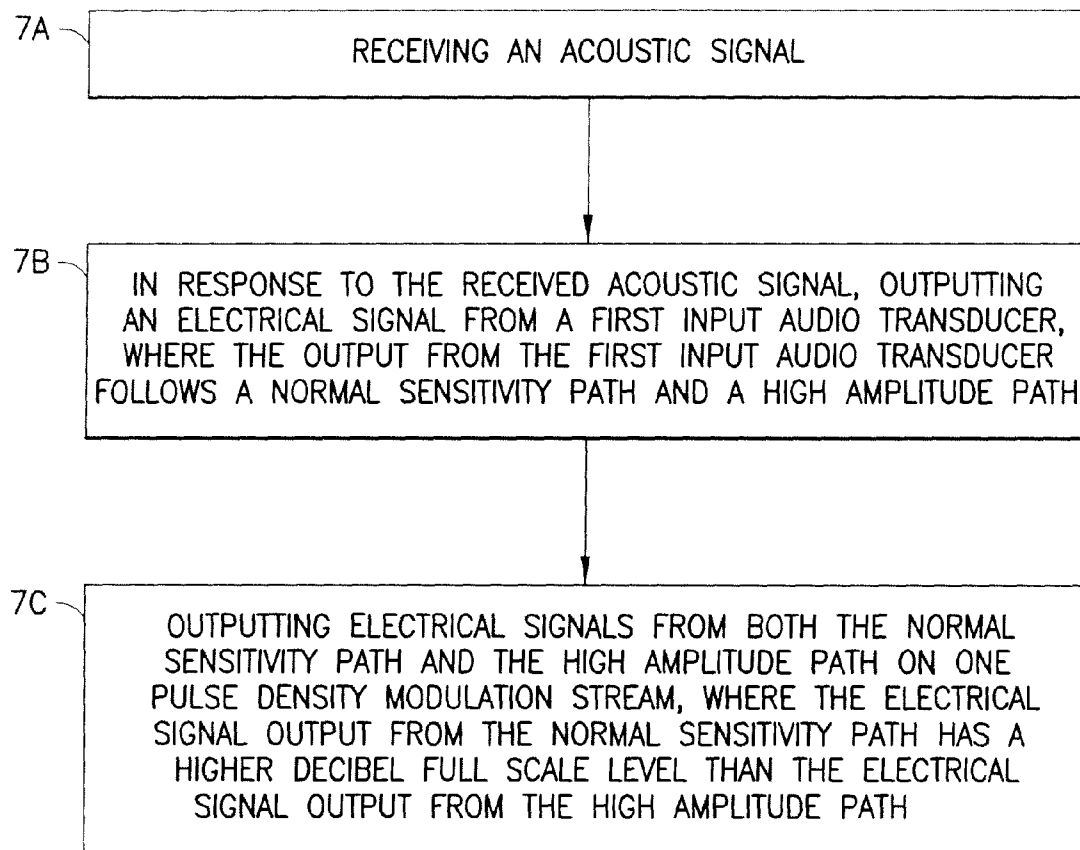 7A
RECEIVING AN ACOUSTIC SIGNAL
7B
IN RESPONSE TO THE RECEIVED ACOUSTIC SIGNAL, OUTPUTTING
AN ELECTRICAL SIGNAL FROM A FIRST INPUT AUDIO TRANSDUCER,
WHERE THE OUTPUT FROM THE FIRST INPUT AUDIO TRANSDUCER
FOLLOWS A NORMAL SENSITIVITY PATH AND A HIGH AMPLITUDE PATH
7C
OUTPUTTING ELECTRICAL SIGNALS FROM BOTH THE NORMAL
SENSITIVITY PATH AND THE HIGH AMPLITUDE PATH ON ONE
PULSE DENSITY MODULATION STREAM, WHERE THE ELECTRICAL
SIGNAL OUTPUT FROM THE NORMAL SENSITIVITY PATH HAS A
HIGHER DECIBEL FULL SCALE LEVEL THAN THE ELECTRICAL
SIGNAL OUTPUT FROM THE HIGH AMPLITUDE PATH